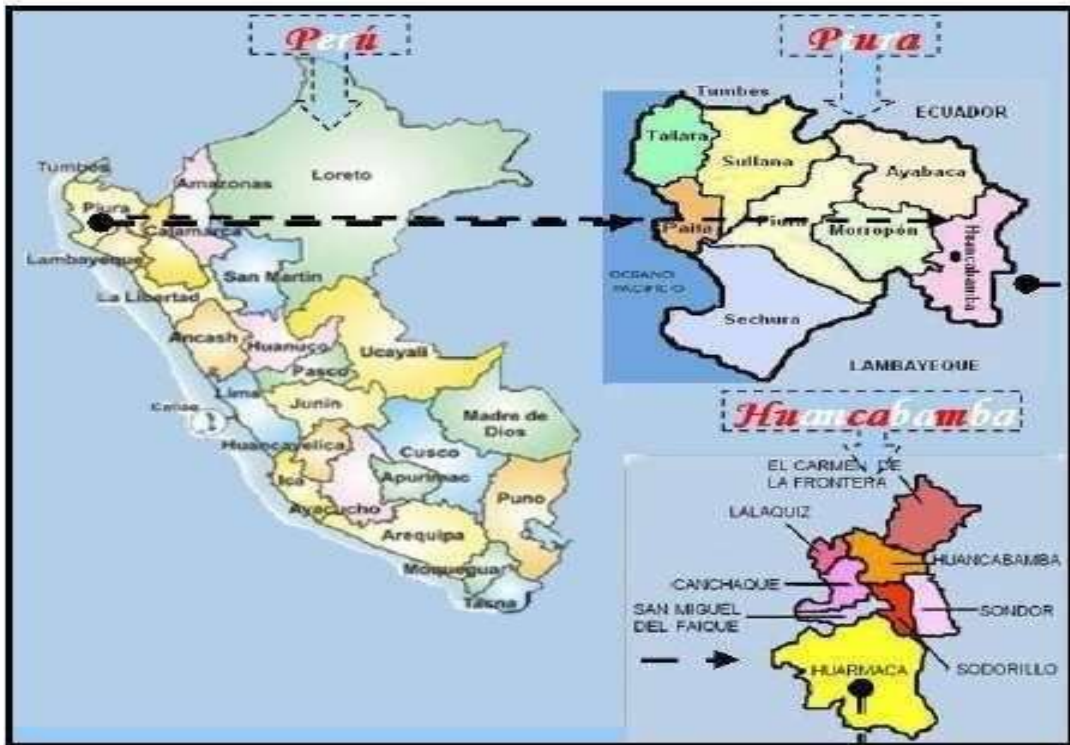 Perú
Tumbes
Piura
Amazonas
Loreto
Cajamarca
Lambayeque
San Martin
La Libertad
Ancash
Huanuco
Ucayali
Pasco
Lima
Junin
Callao
Madre de
Dios
Huancavelica
Cusco
Ica
Apurimac
Puno
Ayacucho
Arequipa
Moquegua
Tacna
Piura
Tumbes
ECUADOR
Tallara
Sullana
Ayabaca
Paita
Piura
Morropón
Huancabamba
OCEANO
PACIFICO
Sechura
LAMBAYEQUE
Huancabamba
EL CARMEN DE
LA FRONTERA
LALAQUIZ
HUANCABAMBA
CANCHAQUE
SAN MIGUEL
DEL FAIQUE
SONDOR
HUARMACA
SODORILLO